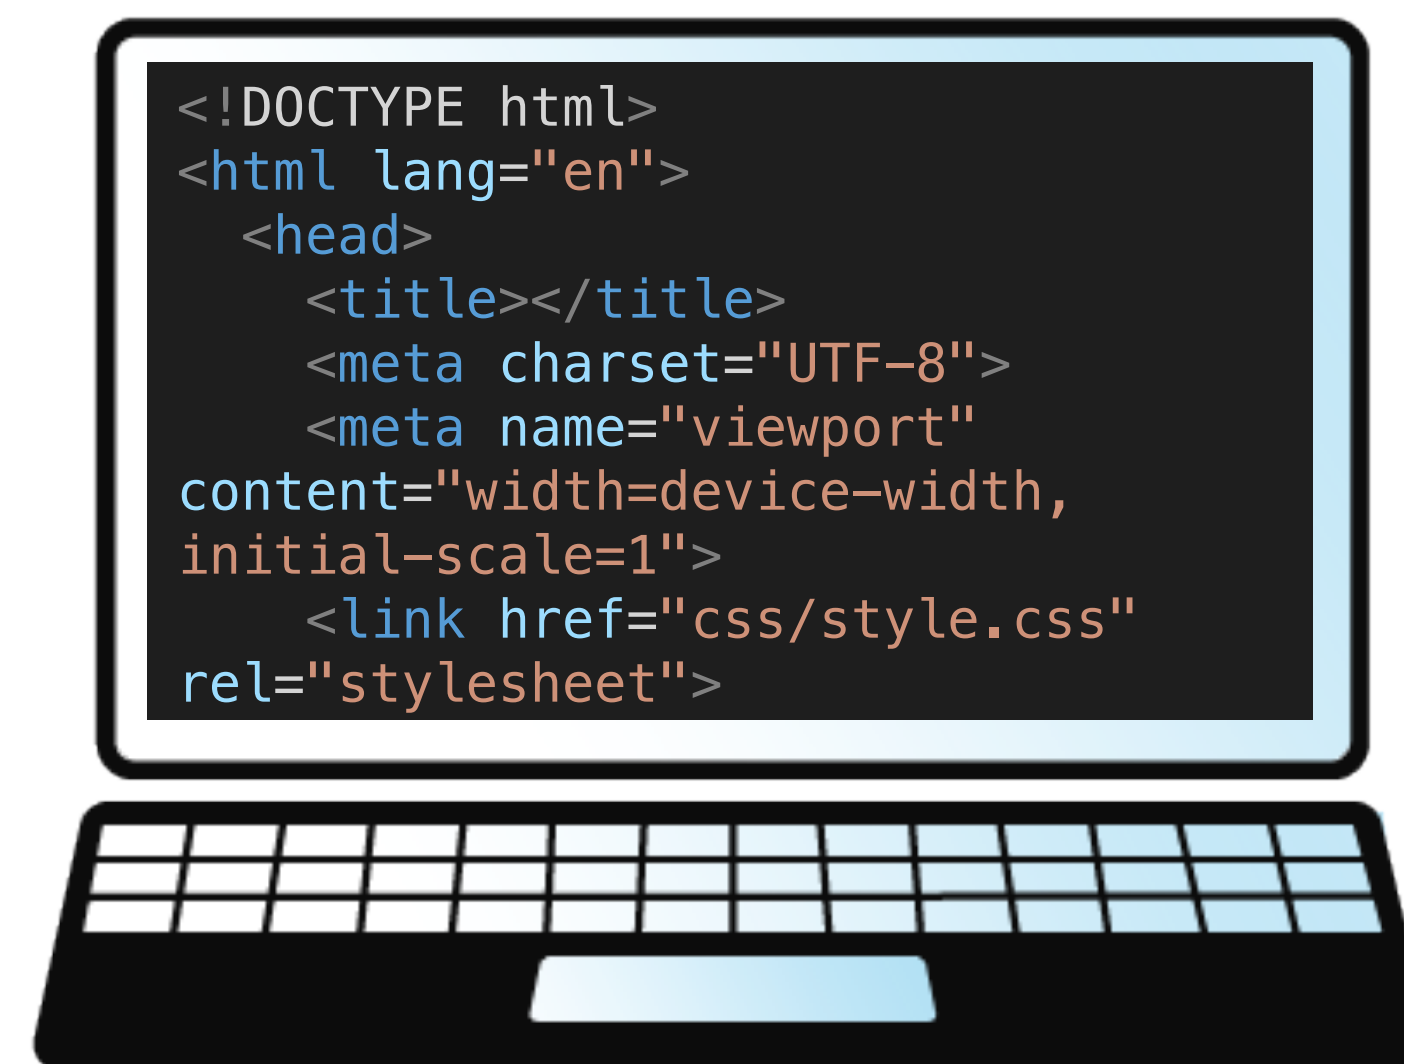 <!DOCTYPE html>
<html lang="en">
  <head>
    <title></title>
    <meta charset="UTF-8">
    <meta name="viewport"
content="width=device-width,
initial-scale=1">
    <link href="css/style.css"
rel="stylesheet">